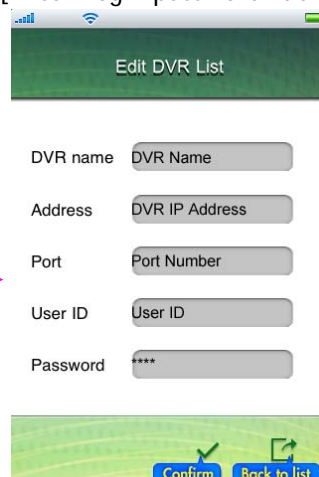 Edit DVR List
DVR name DVR Name
Address DVR IP Address
Port Port Number
User ID User ID
Password ****
Confirm Back to list